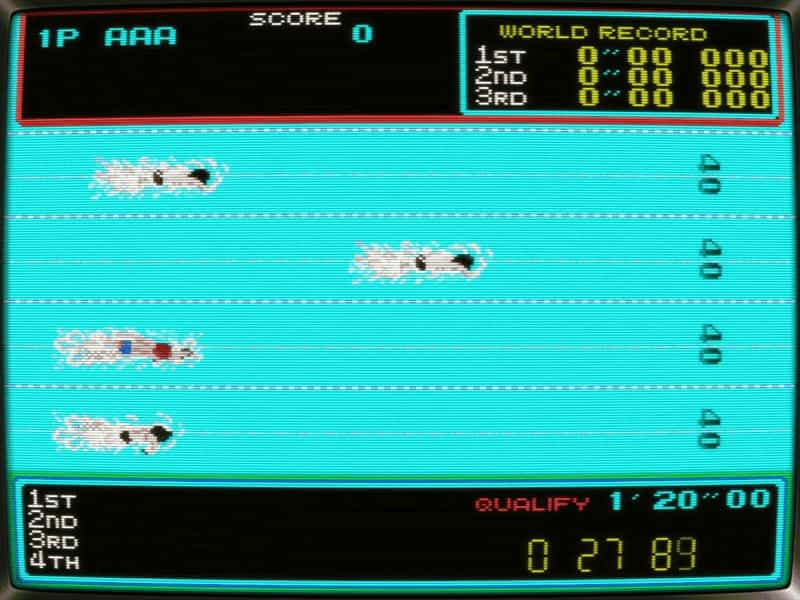 SCORE
1P AAA 0
WORLD RECORD
1ST 0"00 000
2ND 0"00 000
3RD 0"00 000
40
40
40
40
1ST
2ND
3RD
4TH
QUALIFY 1'20"00
0 27 89